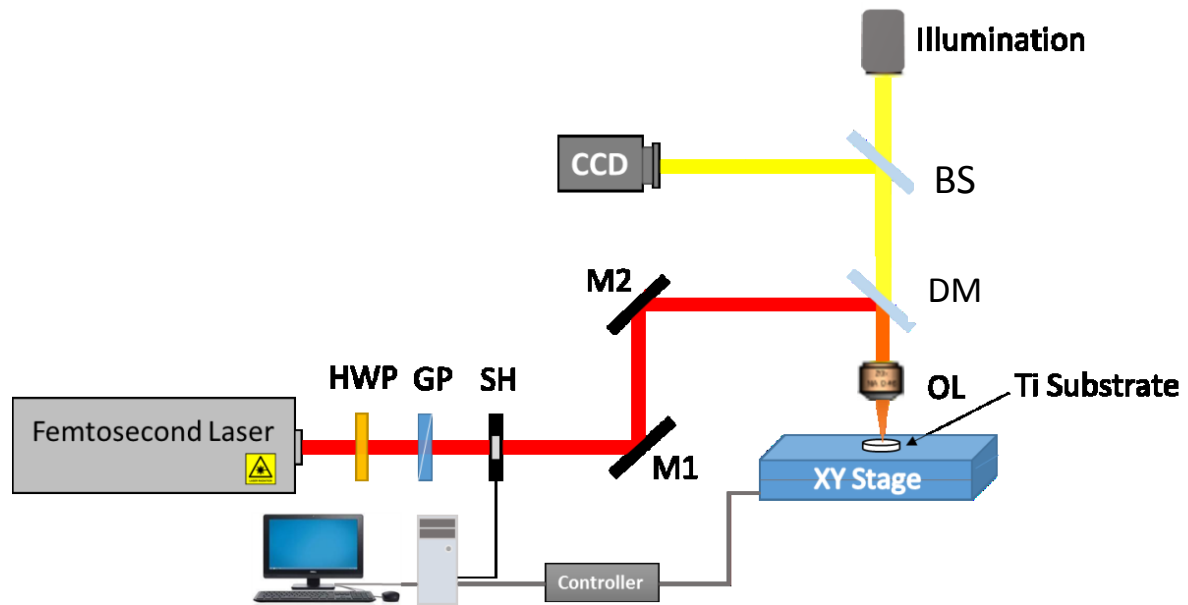 Illumination
CCD
BS
M2
DM
HWP GP SH
OL
Ti Substrate
Femtosecond Laser
M1
XY Stage
Controller